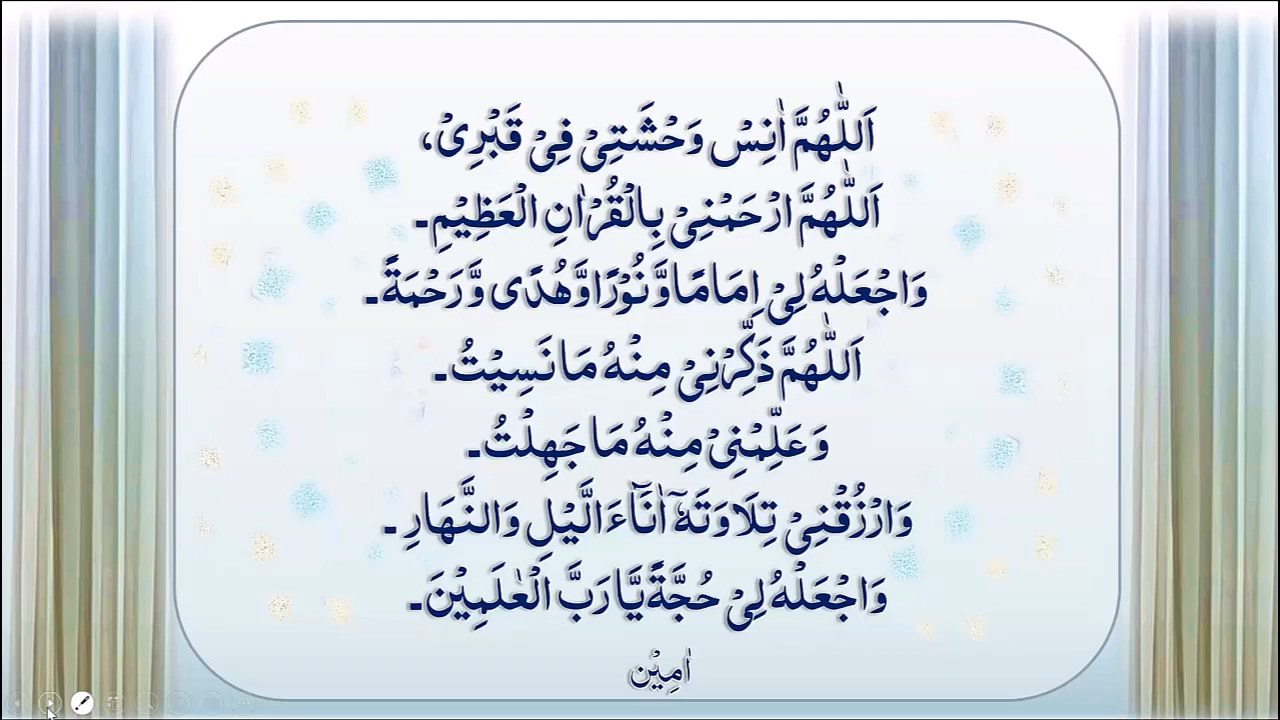 اَللّٰهُمَّ اٰنِسْ وَحْشَتِیْ فِیْ قَبْرِیْ،
اَللّٰهُمَّ ارْحَمْنِیْ بِالْقُرْاٰنِ الْعَظِیْمِ۔
وَاجْعَلْهُ لِیْ اِمَامًا وَّنُوْرًا وَّهُدًی وَّرَحْمَةً۔
اَللّٰهُمَّ ذَکِّرْنِیْ مِنْهُ مَا نَسِیْتُ۔
وَعَلِّمْنِیْ مِنْهُ مَا جَهِلْتُ۔
وَارْزُقْنِیْ تِلَاوَتَهٗٓ اٰنَآءَ الَّیْلِ وَالنَّهَارِ۔
وَاجْعَلْهُ لِیْ حُجَّةً یَّا رَبَّ الْعٰلَمِیْنَ۔
اٰمِیْن